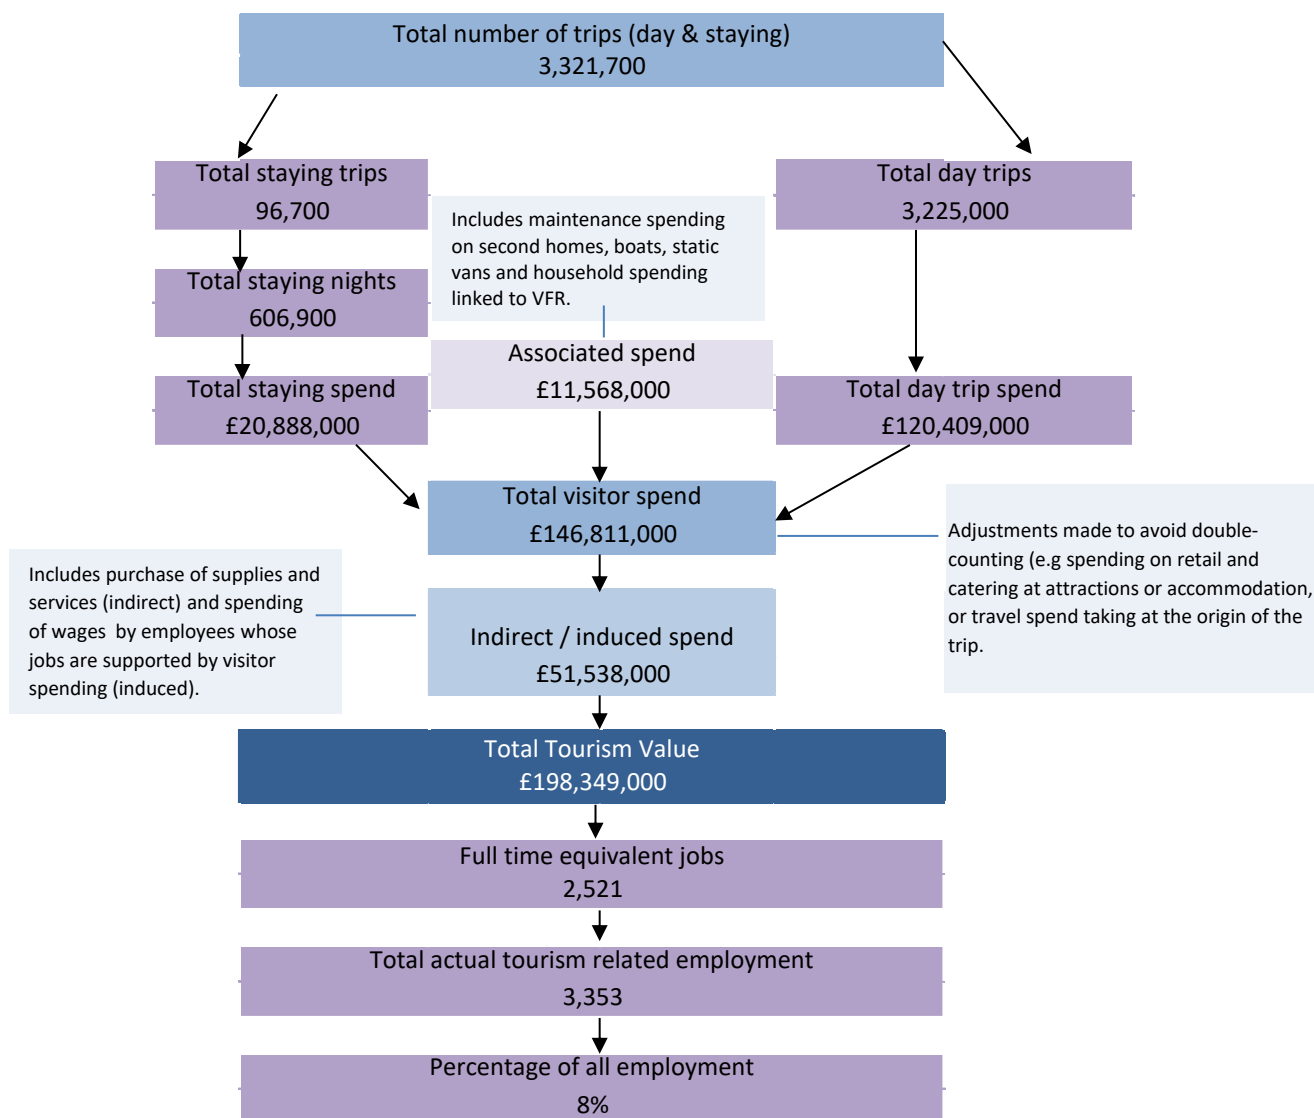 Total number of trips (day & staying)
3,321,700
Total staying trips
96,700
Total day trips
3,225,000
Includes maintenance spending
on second homes, boats, static
vans and household spending
linked to VFR.
Total staying nights
606,900
Associated spend
£11,568,000
Total staying spend
£20,888,000
Total day trip spend
£120,409,000
Total visitor spend
£146,811,000
Adjustments made to avoid double-
counting (e.g spending on retail and
catering at attractions or accommodation,
or travel spend taking at the origin of the
trip.
Includes purchase of supplies and
services (indirect) and spending
of wages by employees whose
jobs are supported by visitor
spending (induced).
Indirect / induced spend
£51,538,000
Total Tourism Value
£198,349,000
Full time equivalent jobs
2,521
Total actual tourism related employment
3,353
Percentage of all employment
8%